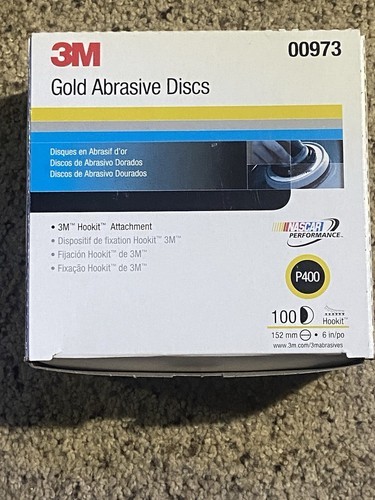 3M
00973
Gold Abrasive Discs
Disques en Abrasif d'or
Discos de Abrasivo Dorados
Discos de Abrasivo Dourados
• 3M™ Hookit™ Attachment
• Dispositif de fixation Hookit™ 3M™
• Fijación Hookit™ de 3M™
• Fixação Hookit™ de 3M™
NASCAR
PERFORMANCE™
P400
100
Hookit™
152 mm • 6 in/po
www.3m.com/3mabrasives